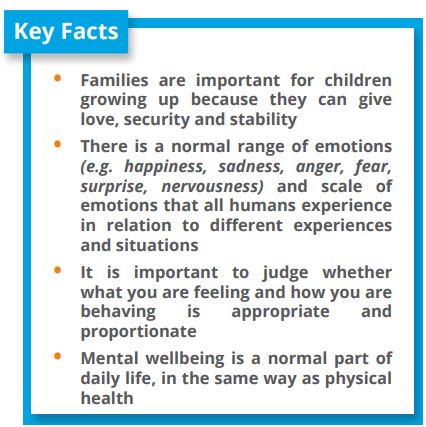 Key Facts
• Families are important for children
growing up because they can give
love, security and stability
• There is a normal range of emotions
(e.g. happiness, sadness, anger, fear,
surprise, nervousness) and scale of
emotions that all humans experience
in relation to different experiences
and situations
• It is important to judge whether
what you are feeling and how you are
behaving is appropriate and
proportionate
• Mental wellbeing is a normal part of
daily life, in the same way as physical
health